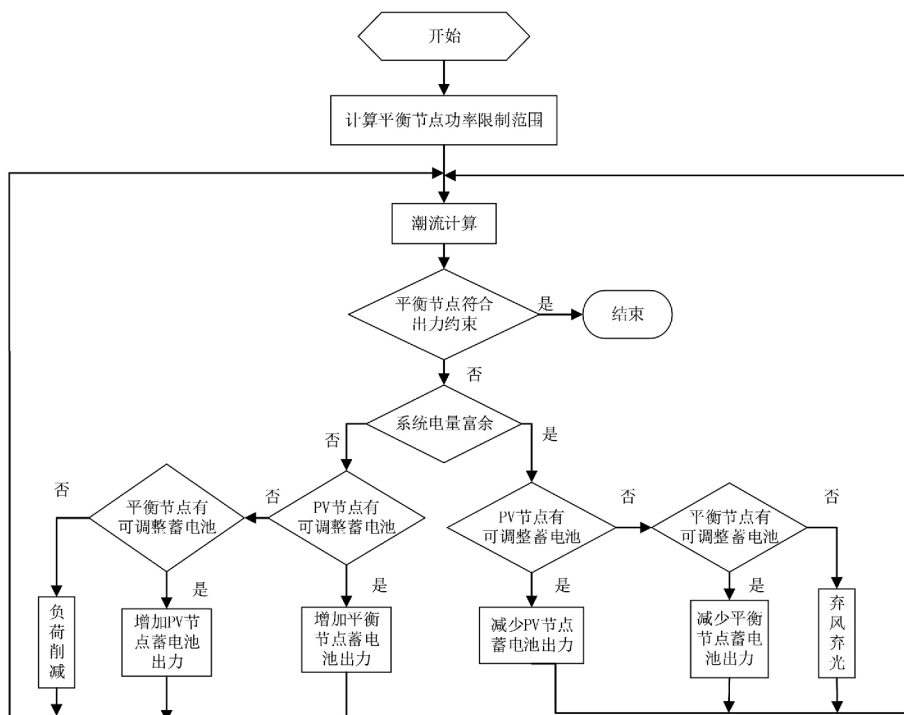 开始
计算平衡节点功率限制范围
潮流计算
平衡节点符合
出力约束
是
结束
否
系统电量富余
否
是
否
平衡节点有
可调整蓄电池
否
PV节点有
可调整蓄电池
PV节点有
可调整蓄电池
否
平衡节点有
可调整蓄电池
否
是
是
是
是
负
荷
削
减
增加PV节
点蓄电池
出力
增加平衡
节点蓄电
池出力
减少PV节点
蓄电池出力
减少平衡
节点蓄电
池出力
弃
风
弃
光